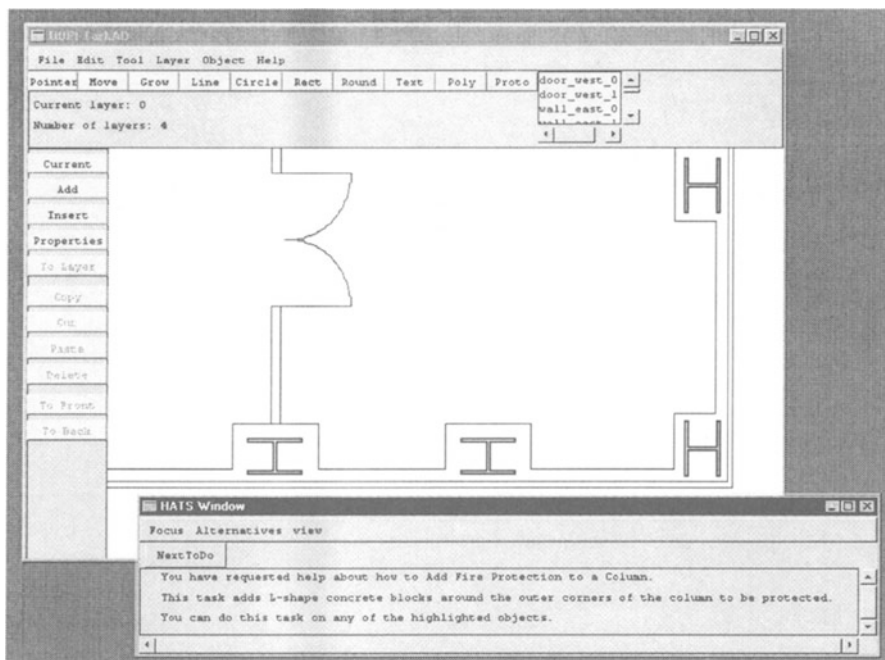 File Edit Tool Layer Object Help
Pointer Move Grow Line Circle Rect Round Text Poly Proto
door_west_0
door_west_1
wall_east_0
wall_east_1
Current layer: 0
Number of layers: 4
Current
Add
Insert
Properties
To Layer
Copy
Cut
Paste
Delete
To Front
To Back
HATS Window
Focus Alternatives view
NextToDo
You have requested help about how to Add Fire Protection to a Column.
This task adds L-shape concrete blocks around the outer corners of the column to be protected.
You can do this task on any of the highlighted objects.